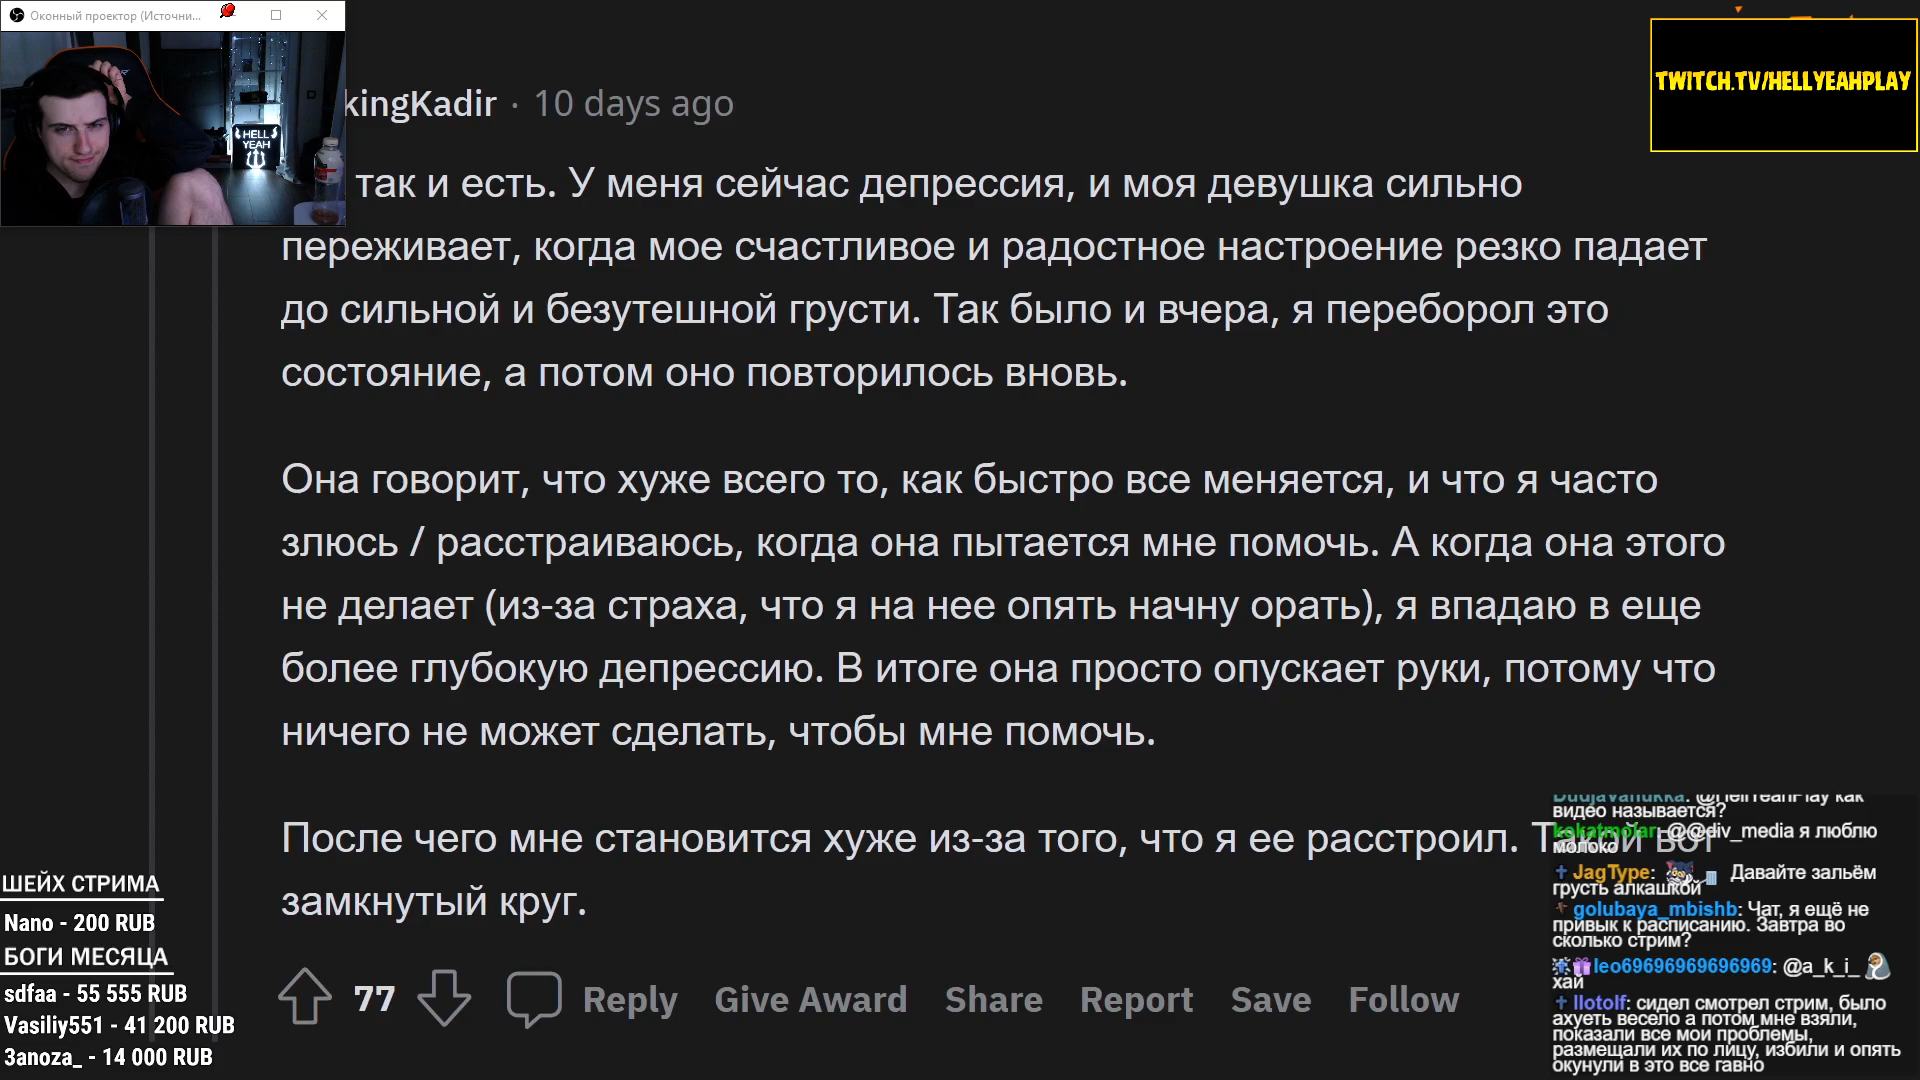 Оконный проектор (Источни...
TWITCH.TV/HELLYEAHPLAY
HELL
YEAH
kingKadir · 10 days ago
так и есть. У меня сейчас депрессия, и моя девушка сильно
переживает, когда мое счастливое и радостное настроение резко падает
до сильной и безутешной грусти. Так было и вчера, я переборол это
состояние, а потом оно повторилось вновь.
Она говорит, что хуже всего то, как быстро все меняется, и что я часто
злюсь / расстраиваюсь, когда она пытается мне помочь. А когда она этого
не делает (из-за страха, что я на нее опять начну орать), я впадаю в еще
более глубокую депрессию. В итоге она просто опускает руки, потому что
ничего не может сделать, чтобы мне помочь.
После чего мне становится хуже из-за того, что я ее расстроил. Такой вот
замкнутый круг.
77 Reply Give Award Share Report Save Follow
ШЕЙХ СТРИМА
Nano - 200 RUB
БОГИ МЕСЯЦА
sdfaa - 55 555 RUB
Vasiliy551 - 41 200 RUB
3anoza_ - 14 000 RUB
@HellYeahPlay как
видео называется?
kokatmolar @@div_media я люблю
молоко
JagType: Давайте зальём
грусть алкашкой
golubaya_mbishb: Чат, я ещё не
привык к расписанию. Завтра во
сколько стрим?
leo69696969696969: @a_k_i_
хай
llotolf: сидел смотрел стрим, было
ахуеть весело а потом мне взяли,
показали все мои проблемы,
размещали их по лицу, избили и опять
окунули в это все гавно